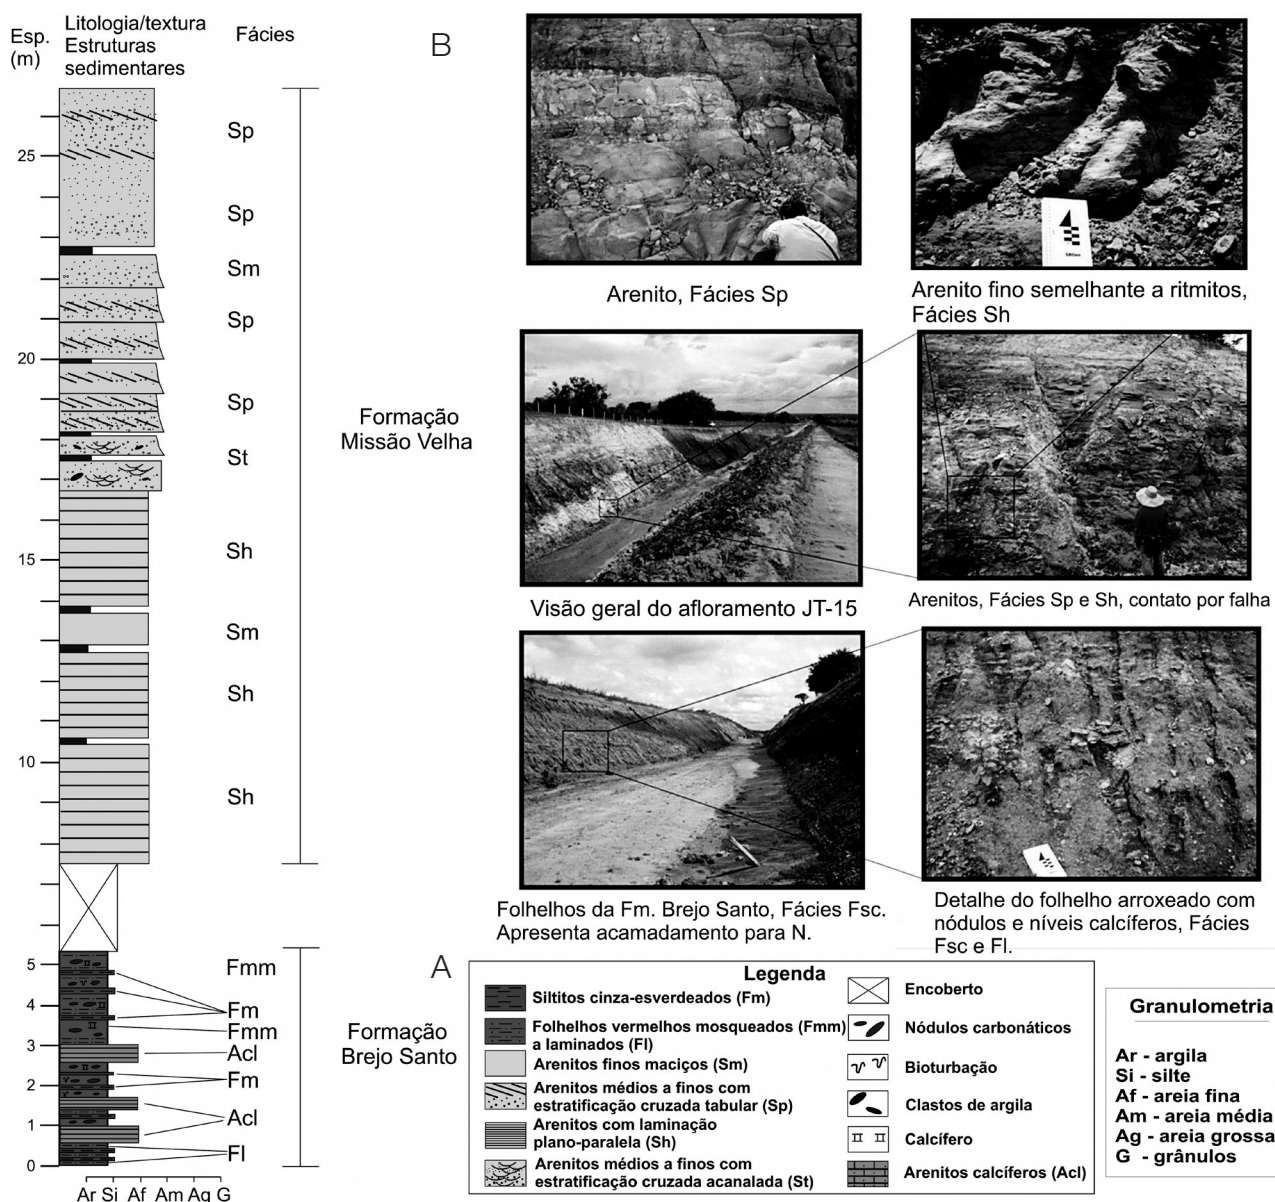 Esp.
(m)
Litologia/textura
Estruturas
sedimentares
Fácies
25
20
15
10
5
4
3
2
1
0
Ar Si Af Am Ag G
Sp
Sp
Sm
Sp
Sp
St
Sh
Sm
Sh
Sh
Fmm
Fm
Fmm
Acl
Fm
Acl
Fl
Formação
Missão Velha
Formação
Brejo Santo
B
Arenito, Fácies Sp
Arenito fino semelhante a ritmitos,
Fácies Sh
Visão geral do afloramento JT-15
Arenitos, Fácies Sp e Sh, contato por falha
Folhelhos da Fm. Brejo Santo, Fácies Fsc.
Apresenta acamadamento para N.
Detalhe do folhelho arroxeado com
nódulos e níveis calcíferos, Fácies
Fsc e Fl.
A
Legenda
Siltitos cinza-esverdeados (Fm)
Folhelhos vermelhos mosqueados (Fmm)
a laminados (Fl)
Arenitos finos maciços (Sm)
Arenitos médios a finos com
estratificação cruzada tabular (Sp)
Arenitos com laminação
plano-paralela (Sh)
Arenitos médios a finos com
estratificação cruzada acanalada (St)
Encoberto
Nódulos carbonáticos
Bioturbação
Clastos de argila
Calcífero
Arenitos calcíferos (Acl)
Granulometria
Ar - argila
Si - silte
Af - areia fina
Am - areia média
Ag - areia grossa
G - grânulos